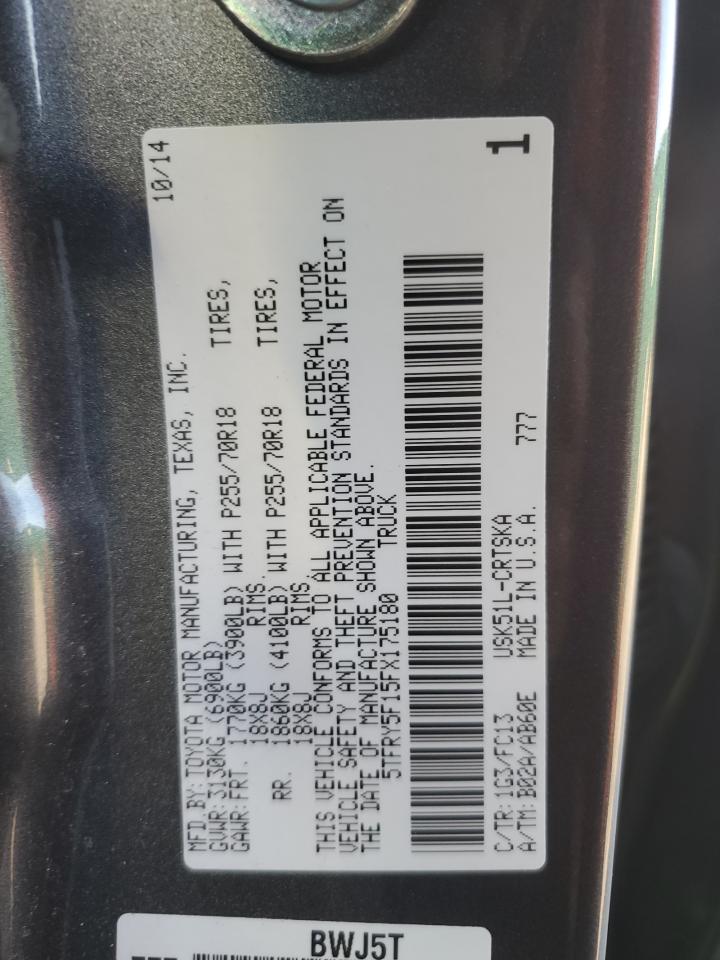 10/14
MFD.BY:TOYOTA MOTOR MANUFACTURING, TEXAS, INC.
GVWR:3130KG (6900LB)
GAWR:FRT. 1770KG (3900LB) WITH P255/70R18 TIRES,
18X8J RIMS.
RR. 1860KG (4100LB) WITH P255/70R18 TIRES,
18X8J RIMS.
THIS VEHICLE CONFORMS TO ALL APPLICABLE FEDERAL MOTOR
VEHICLE SAFETY AND THEFT PREVENTION STANDARDS IN EFFECT ON
THE DATE OF MANUFACTURE SHOWN ABOVE.
5TFRY5F15FX175180 TRUCK
C/TR:1G3/FC13 USK51L-CRTSKA
A/TM:B02A/AB60E MADE IN U.S.A. 777
1
BWJ5T